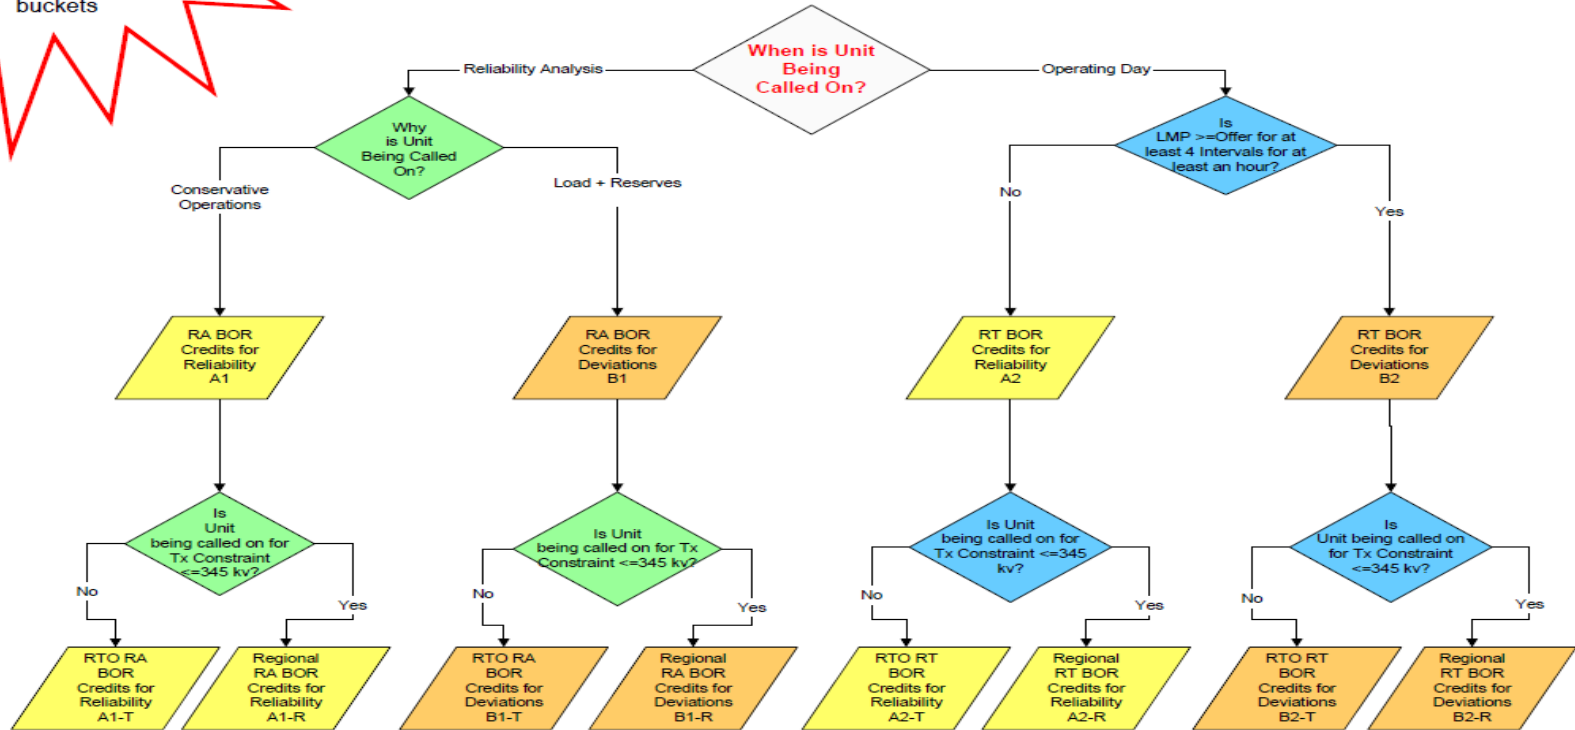 buckets
When is Unit
Being
Called On?
Reliability Analysis
Operating Day
Why
is Unit
Being Called
On?
Is
LMP >=Offer for at
least 4 Intervals for at
least an hour?
Conservative
Operations
Load + Reserves
No
Yes
RA BOR
Credits for
Reliability
A1
RA BOR
Credits for
Deviations
B1
RT BOR
Credits for
Reliability
A2
RT BOR
Credits for
Deviations
B2
Is
Unit
being called on for
Tx Constraint
<=345 kv?
Is Unit
being called on for Tx
Constraint <=345 kv?
Is Unit
being called on for
Tx Constraint <=345
kv?
Is
Unit being called on
for Tx Constraint
<=345 kv?
No
Yes
No
Yes
No
Yes
No
Yes
RTO RA
BOR
Credits for
Reliability
A1-T
Regional
RA BOR
Credits for
Reliability
A1-R
RTO RA
BOR
Credits for
Deviations
B1-T
Regional
RA BOR
Credits for
Deviations
B1-R
RTO RT
BOR
Credits for
Reliability
A2-T
Regional
RT BOR
Credits for
Reliability
A2-R
RTO RT
BOR
Credits for
Deviations
B2-T
Regional
RT BOR
Credits for
Deviations
B2-R